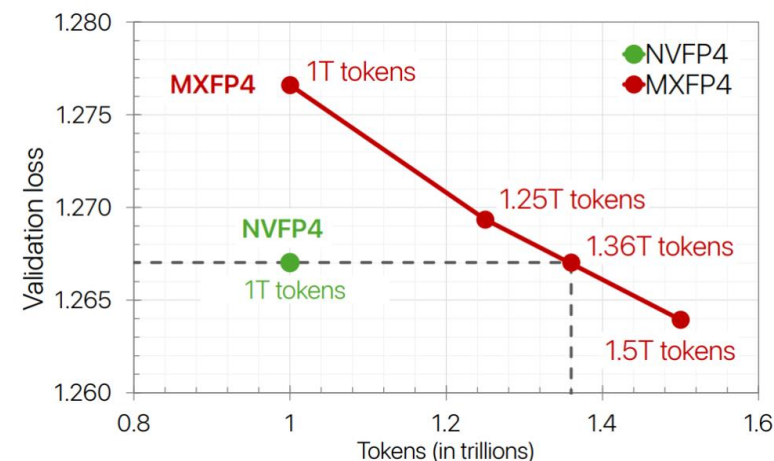 1.280
NVFP4
MXFP4
MXFP4
1T tokens
1.275
Validation loss
1.270
1.25T tokens
NVFP4
1.36T tokens
1T tokens
1.265
1.5T tokens
1.260
0.8
1
1.2
1.4
1.6
Tokens (in trillions)